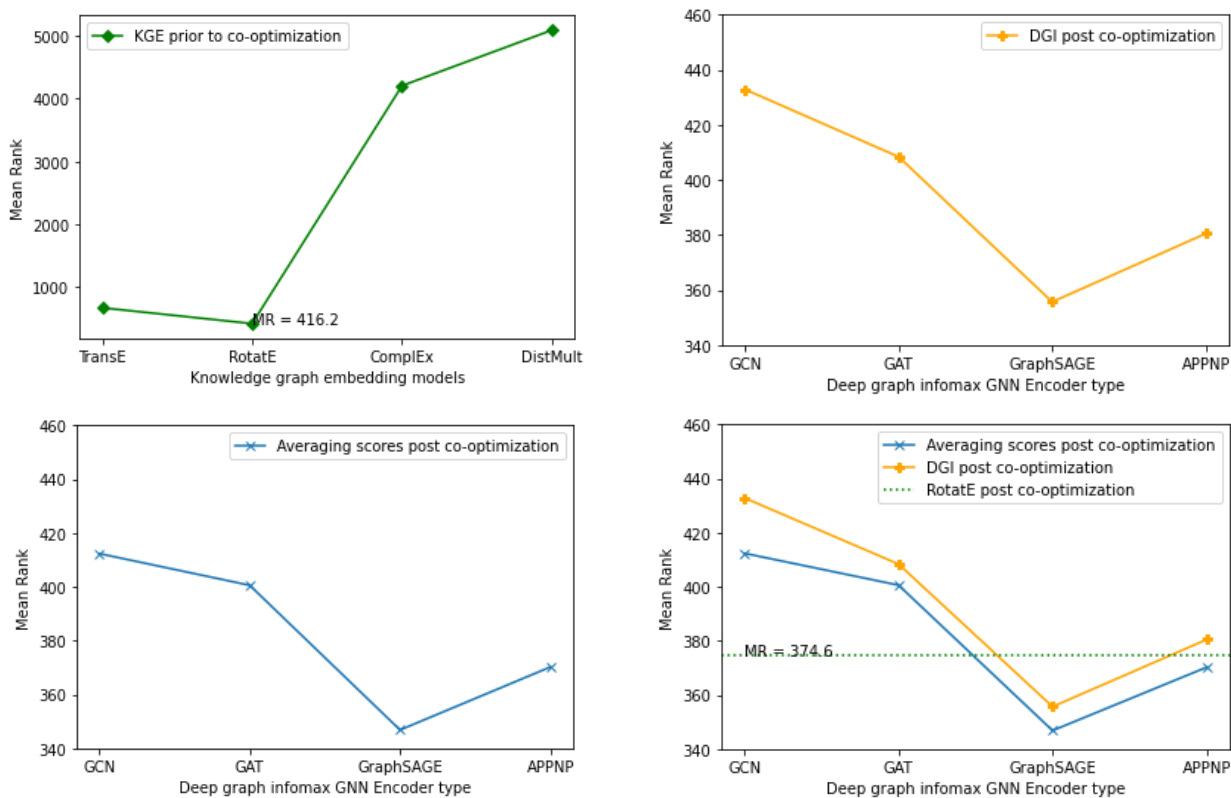 KGE prior to co-optimization
5000
4000
3000
2000
1000
Mean Rank
MR = 416.2
TransE RotatE ComplEx DistMult
Knowledge graph embedding models
DGI post co-optimization
460
440
420
400
380
360
340
Mean Rank
GCN GAT GraphSAGE APPNP
Deep graph infomax GNN Encoder type
Averaging scores post co-optimization
460
440
420
400
380
360
340
Mean Rank
GCN GAT GraphSAGE APPNP
Deep graph infomax GNN Encoder type
Averaging scores post co-optimization
DGI post co-optimization
RotatE post co-optimization
460
440
420
400
380
360
340
Mean Rank
MR = 374.6
GCN GAT GraphSAGE APPNP
Deep graph infomax GNN Encoder type